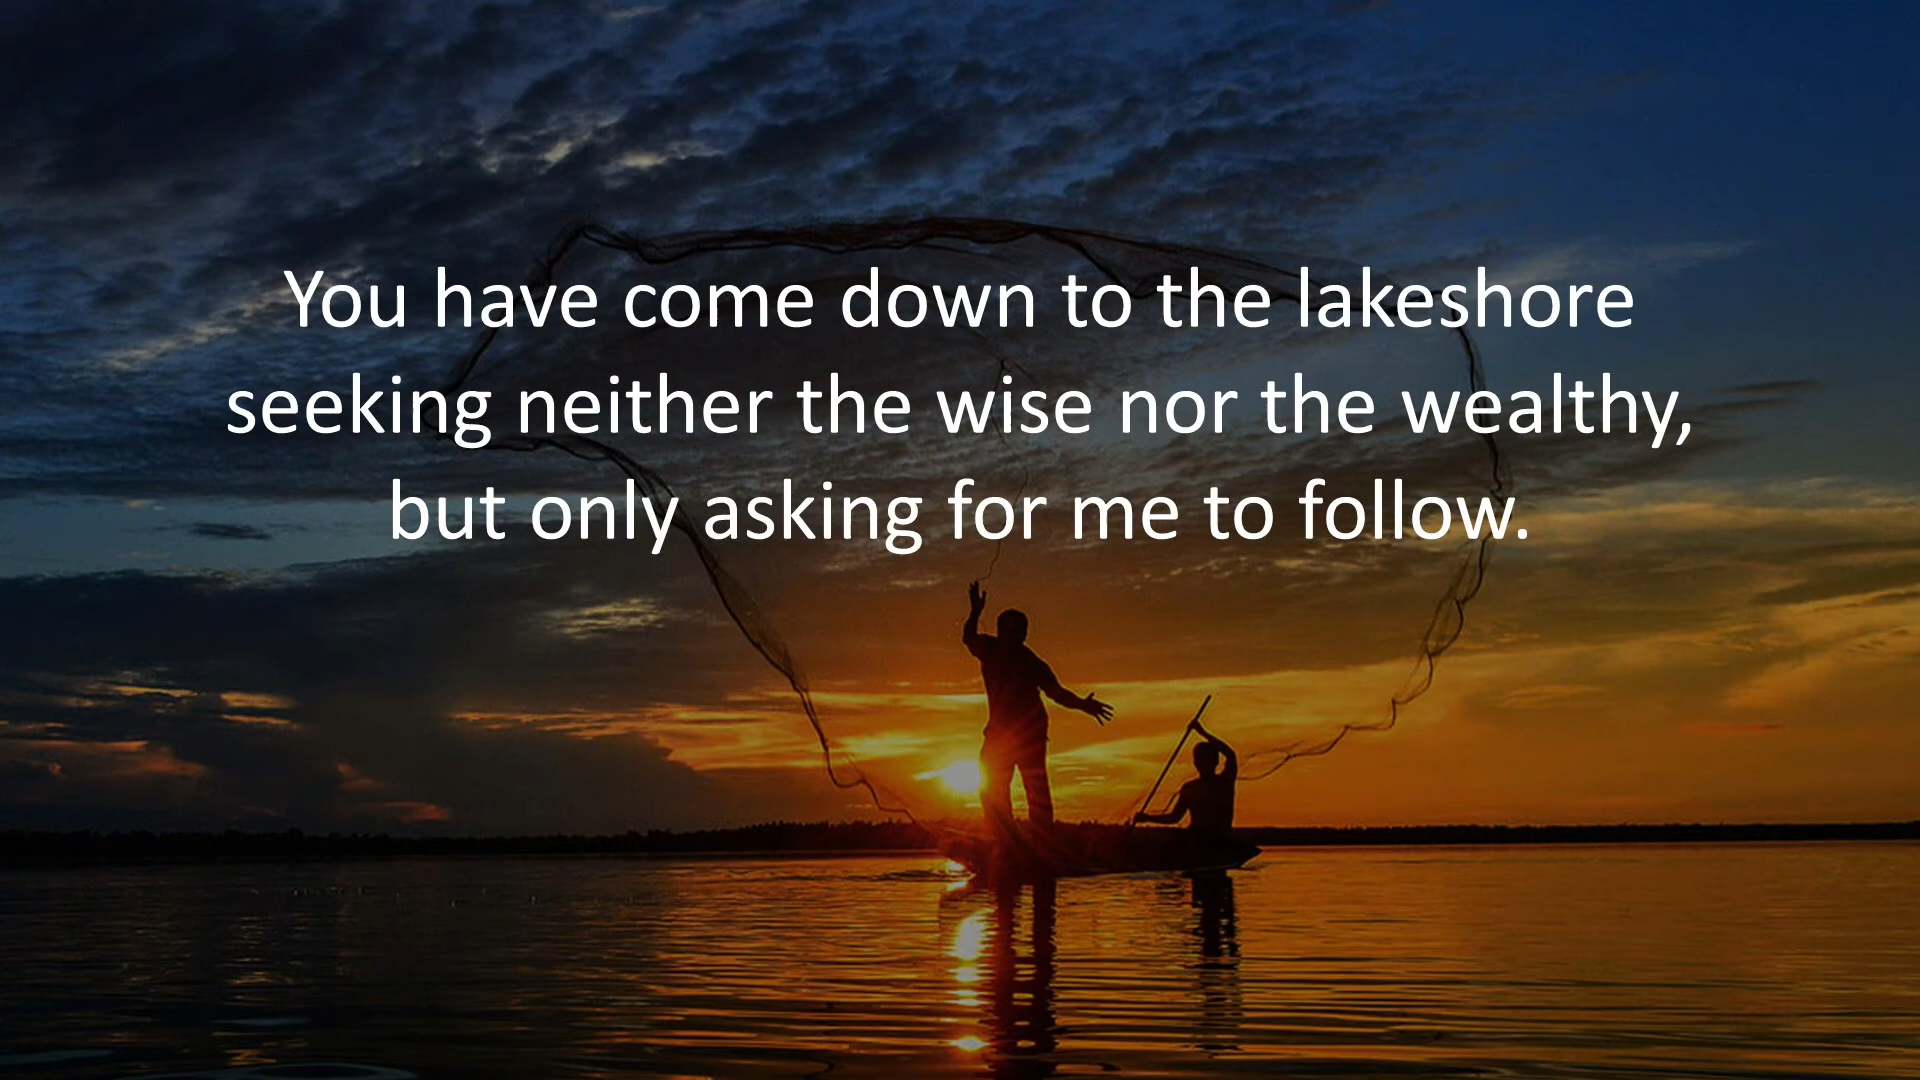 You have come down to the lakeshore
seeking neither the wise nor the wealthy,
but only asking for me to follow.